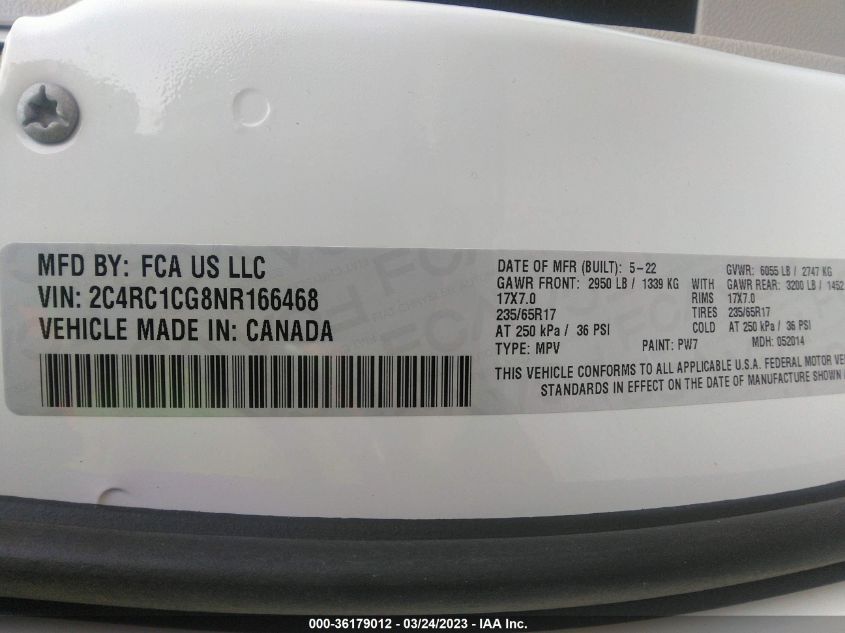 MFD BY: FCA US LLC
VIN: 2C4RC1CG8NR166468
VEHICLE MADE IN: CANADA
DATE OF MFR (BUILT): 5-22 GVWR: 6055 LB / 2747 KG
GAWR FRONT: 2950 LB / 1339 KG WITH GAWR REAR: 3200 LB / 1452
17X7.0 RIMS 17X7.0
235/65R17 TIRES 235/65R17
AT 250 kPa / 36 PSI COLD AT 250 kPa / 36 PSI
TYPE: MPV PAINT: PW7 MDH: 052014
THIS VEHICLE CONFORMS TO ALL APPLICABLE U.S.A. FEDERAL MOTOR
STANDARDS IN EFFECT ON THE DATE OF MANUFACTURE SHOWN
000-36179012 - 03/24/2023 - IAA Inc.